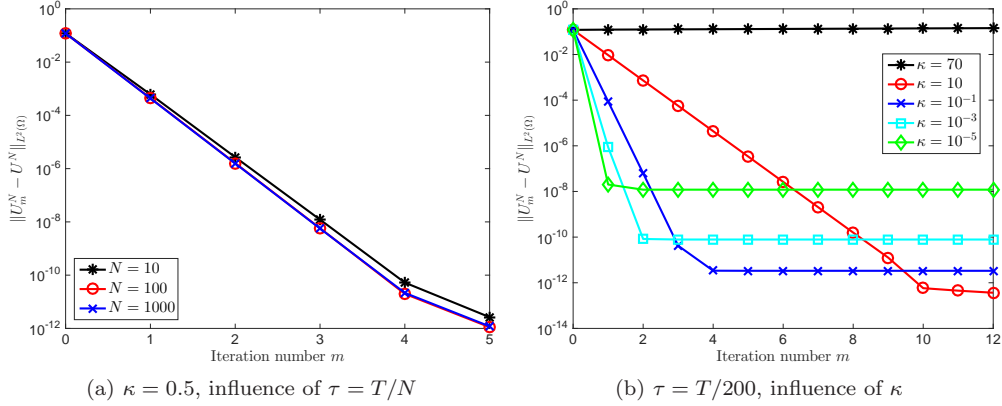 10^0
10^-2
10^-4
10^-6
10^-8
10^-10
10^-12
||U_m^N − U^N||_{L^2(Ω)}
N = 10
N = 100
N = 1000
0 1 2 3 4 5
Iteration number m
(a) κ = 0.5, influence of τ = T/N
10^0
10^-2
10^-4
10^-6
10^-8
10^-10
10^-12
10^-14
||U_m^N − U^N||_{L^2(Ω)}
κ = 70
κ = 10
κ = 10^-1
κ = 10^-3
κ = 10^-5
0 2 4 6 8 10 12
Iteration number m
(b) τ = T/200, influence of κ